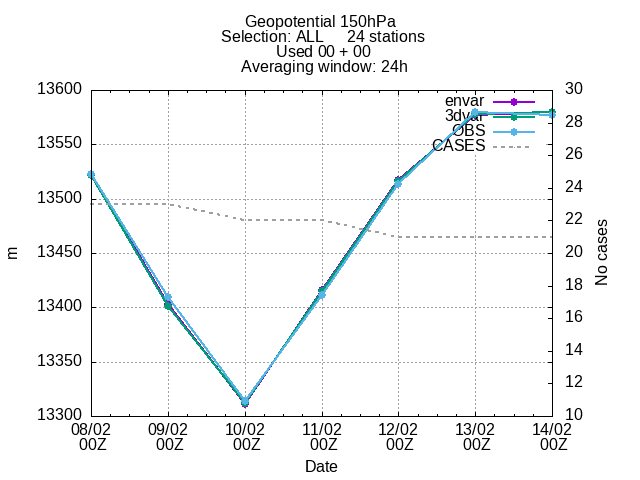 Geopotential 150hPa
Selection: ALL 24 stations
Used 00 + 00
Averaging window: 24h
envar
3dvar
OBS
CASES
13600
13550
13500
13450
13400
13350
13300
m
30
28
26
24
22
20
18
16
14
12
10
No cases
08/02 09/02 10/02 11/02 12/02 13/02 14/02
00Z 00Z 00Z 00Z 00Z 00Z 00Z
Date